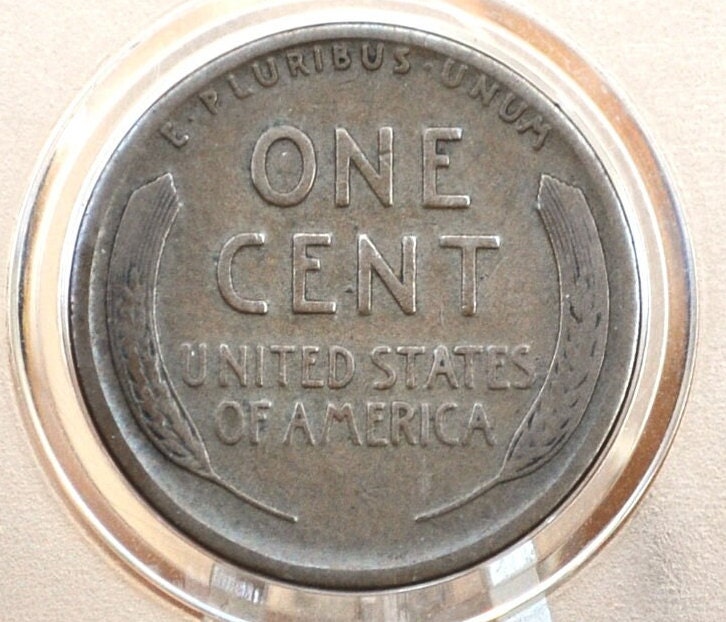 E·PLURIBUS·UNUM
ONE
CENT
UNITED STATES
OF AMERICA